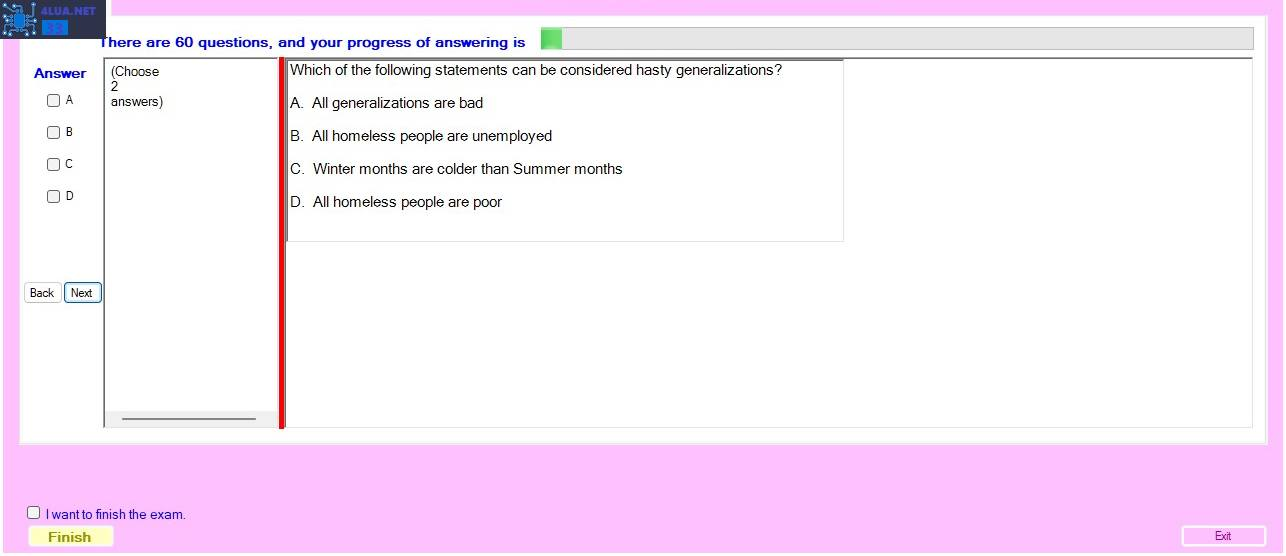 4LUA.NET
33
There are 60 questions, and your progress of answering is
Answer
A
B
C
D
Back Next
(Choose
2
answers)
Which of the following statements can be considered hasty generalizations?
A. All generalizations are bad
B. All homeless people are unemployed
C. Winter months are colder than Summer months
D. All homeless people are poor
I want to finish the exam.
Finish
Exit